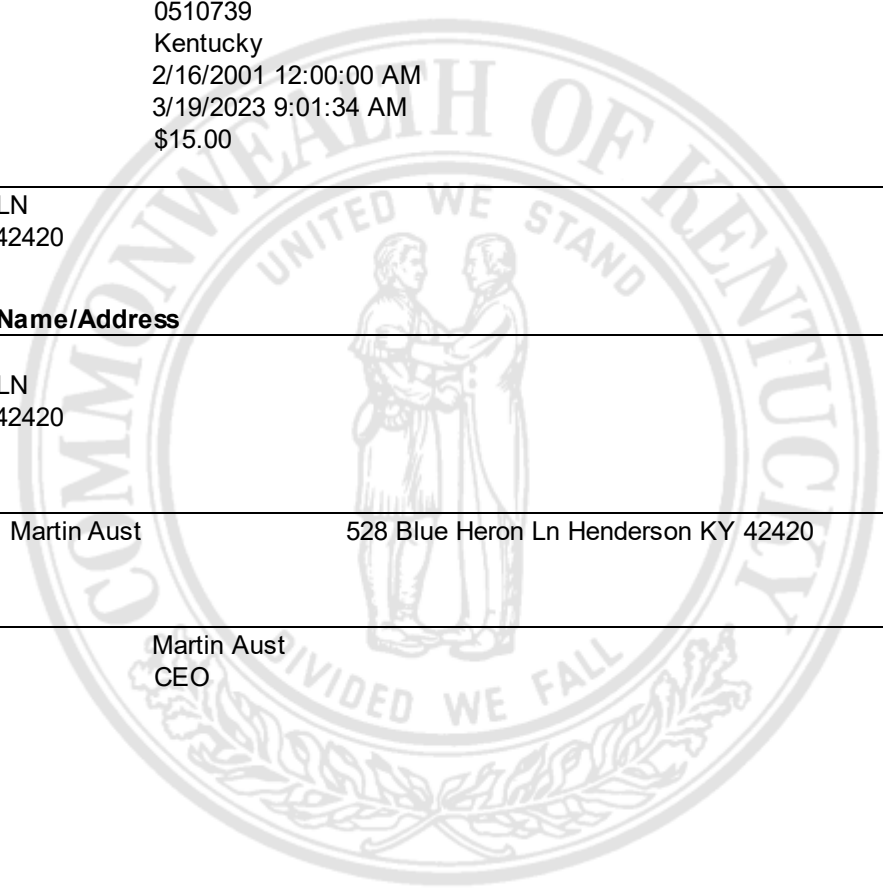 0510739
Kentucky
2/16/2001 12:00:00 AM
3/19/2023 9:01:34 AM
$15.00
LN
42420
Name/Address
LN
42420
Martin Aust 528 Blue Heron Ln Henderson KY 42420
Martin Aust
CEO
COMMONWEALTH OF KENTUCKY
UNITED WE STAND
DIVIDED WE FALL